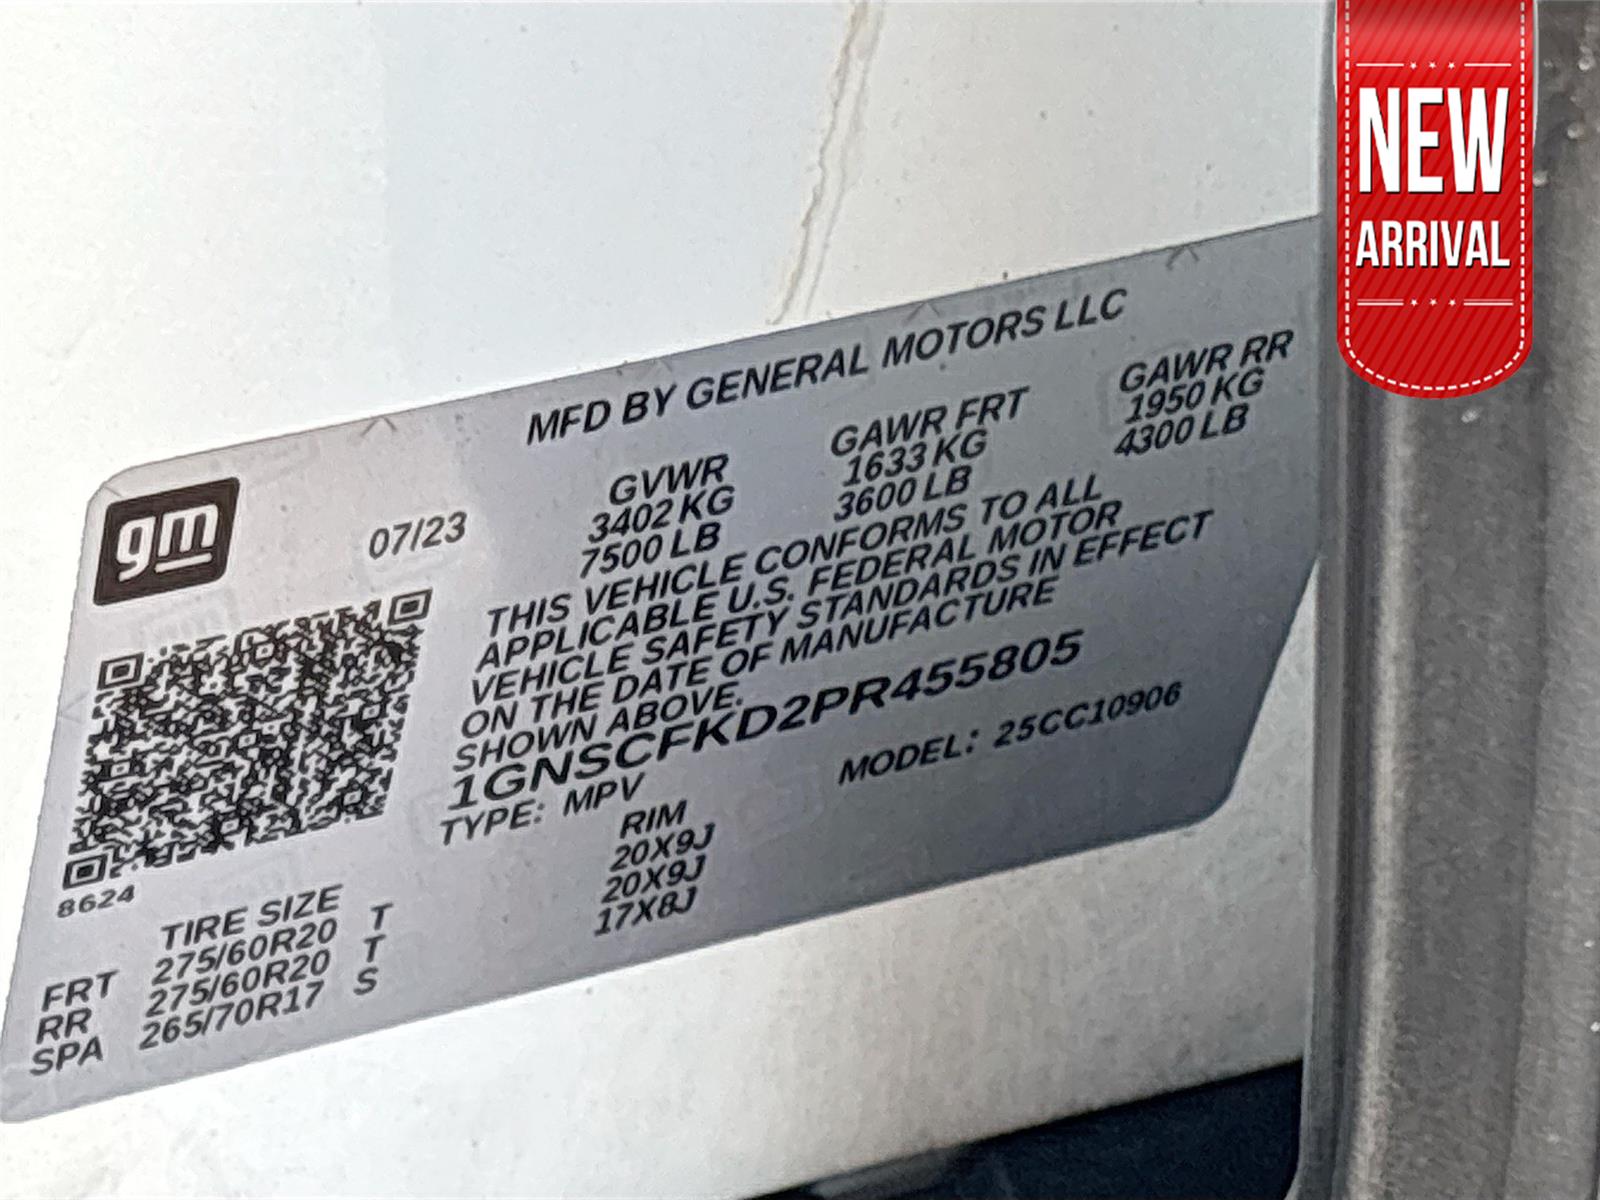 NEW
ARRIVAL
MFD BY GENERAL MOTORS LLC
gm
07/23
GVWR GAWR FRT GAWR RR
3402 KG 1633 KG 1950 KG
7500 LB 3600 LB 4300 LB
THIS VEHICLE CONFORMS TO ALL
APPLICABLE U.S. FEDERAL MOTOR
VEHICLE SAFETY STANDARDS IN EFFECT
ON THE DATE OF MANUFACTURE
SHOWN ABOVE.
1GNSCFKD2PR455805
TYPE: MPV MODEL: 25CC10906
8624
TIRE SIZE RIM
FRT 275/60R20 T 20X9J
RR 275/60R20 T 20X9J
SPA 265/70R17 S 17X8J